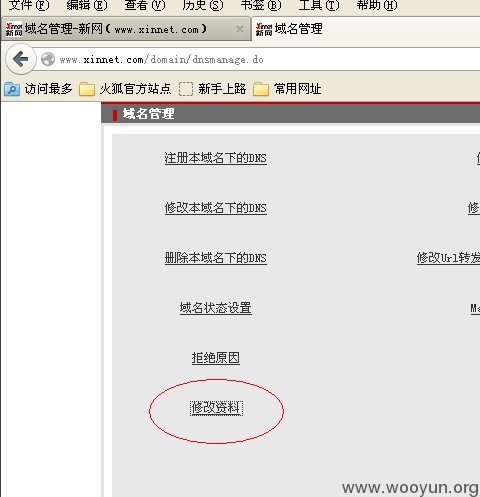 文件(F) 编辑(E) 查看(V) 历史(S) 书签(B) 工具(T) 帮助(H)
新网 域名管理-新网(www.xinnet.com) × 新网 域名管理
www.xinnet.com/domain/dnsmanage.do
访问最多 火狐官方站点 新手上路 常用网址
域名管理
注册本域名下的DNS
修改本域名下的DNS 修
删除本域名下的DNS 修改Url转发
域名状态设置 Ma
拒绝原因
修改资料
www.wooyun.org